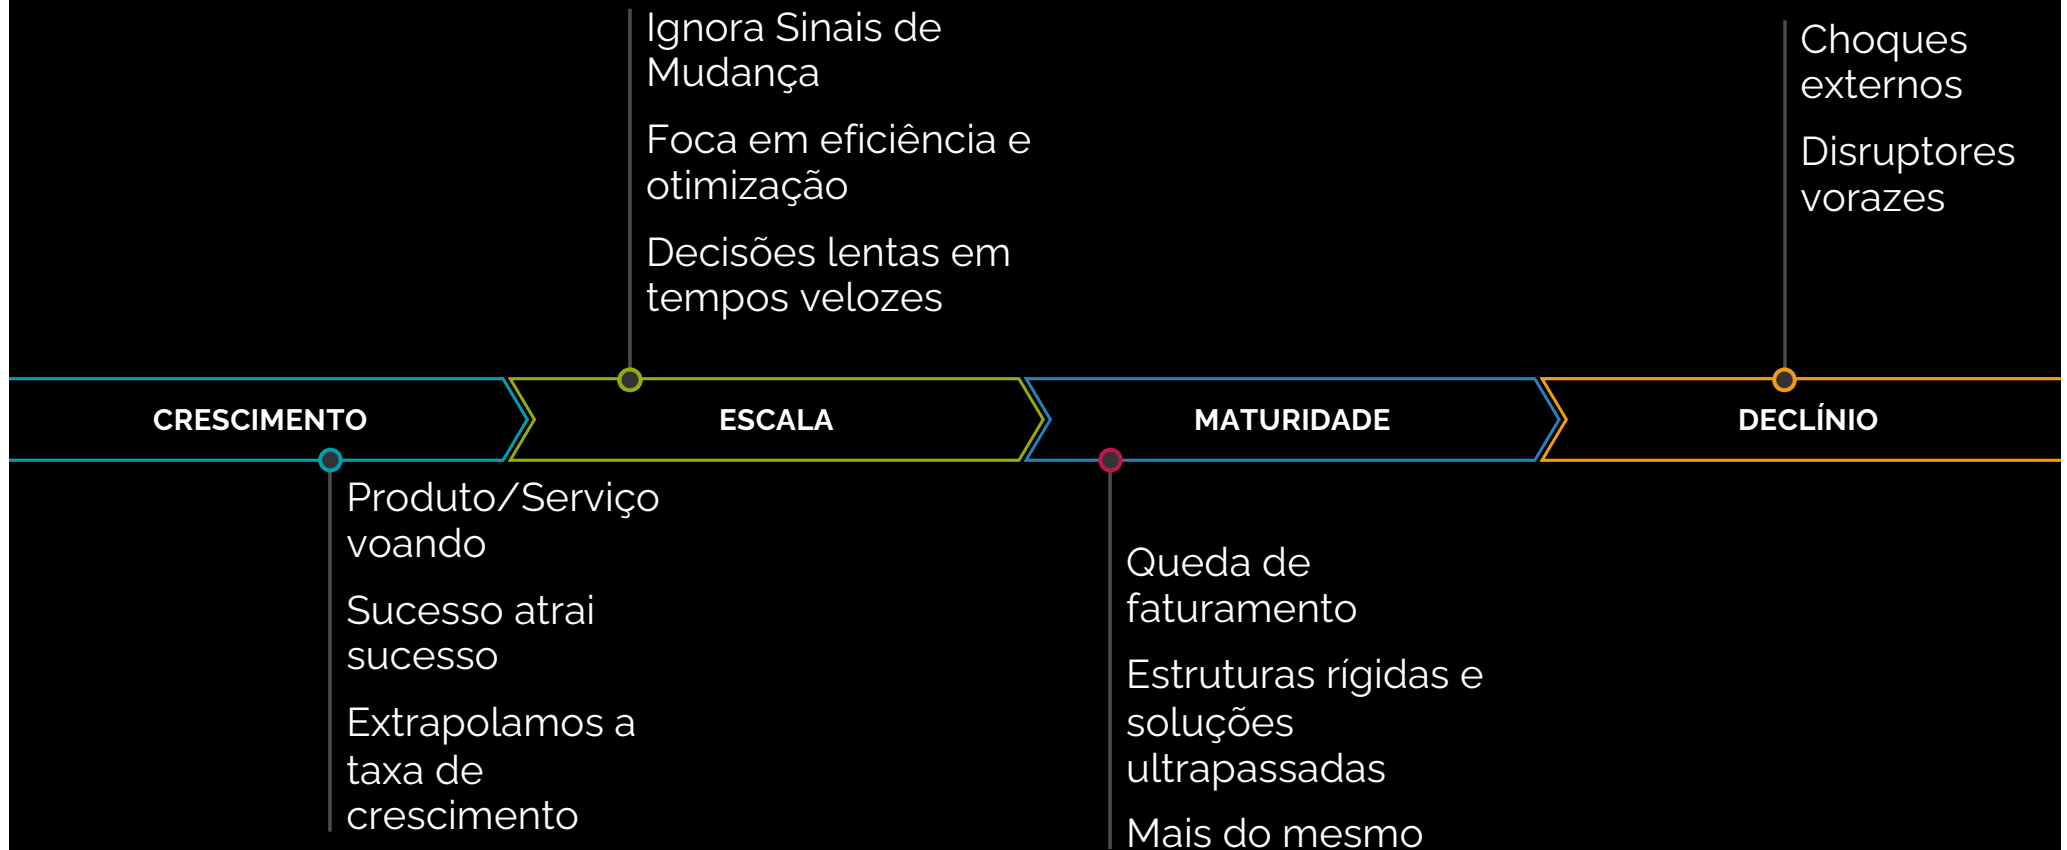 Ignora Sinais de
Mudança
Foca em eficiência e
otimização
Decisões lentas em
tempos velozes
Choques
externos
Disruptores
vorazes
CRESCIMENTO
ESCALA
MATURIDADE
DECLÍNIO
Produto/Serviço
voando
Sucesso atrai
sucesso
Extrapolamos a
taxa de
crescimento
Queda de
faturamento
Estruturas rígidas e
soluções
ultrapassadas
Mais do mesmo